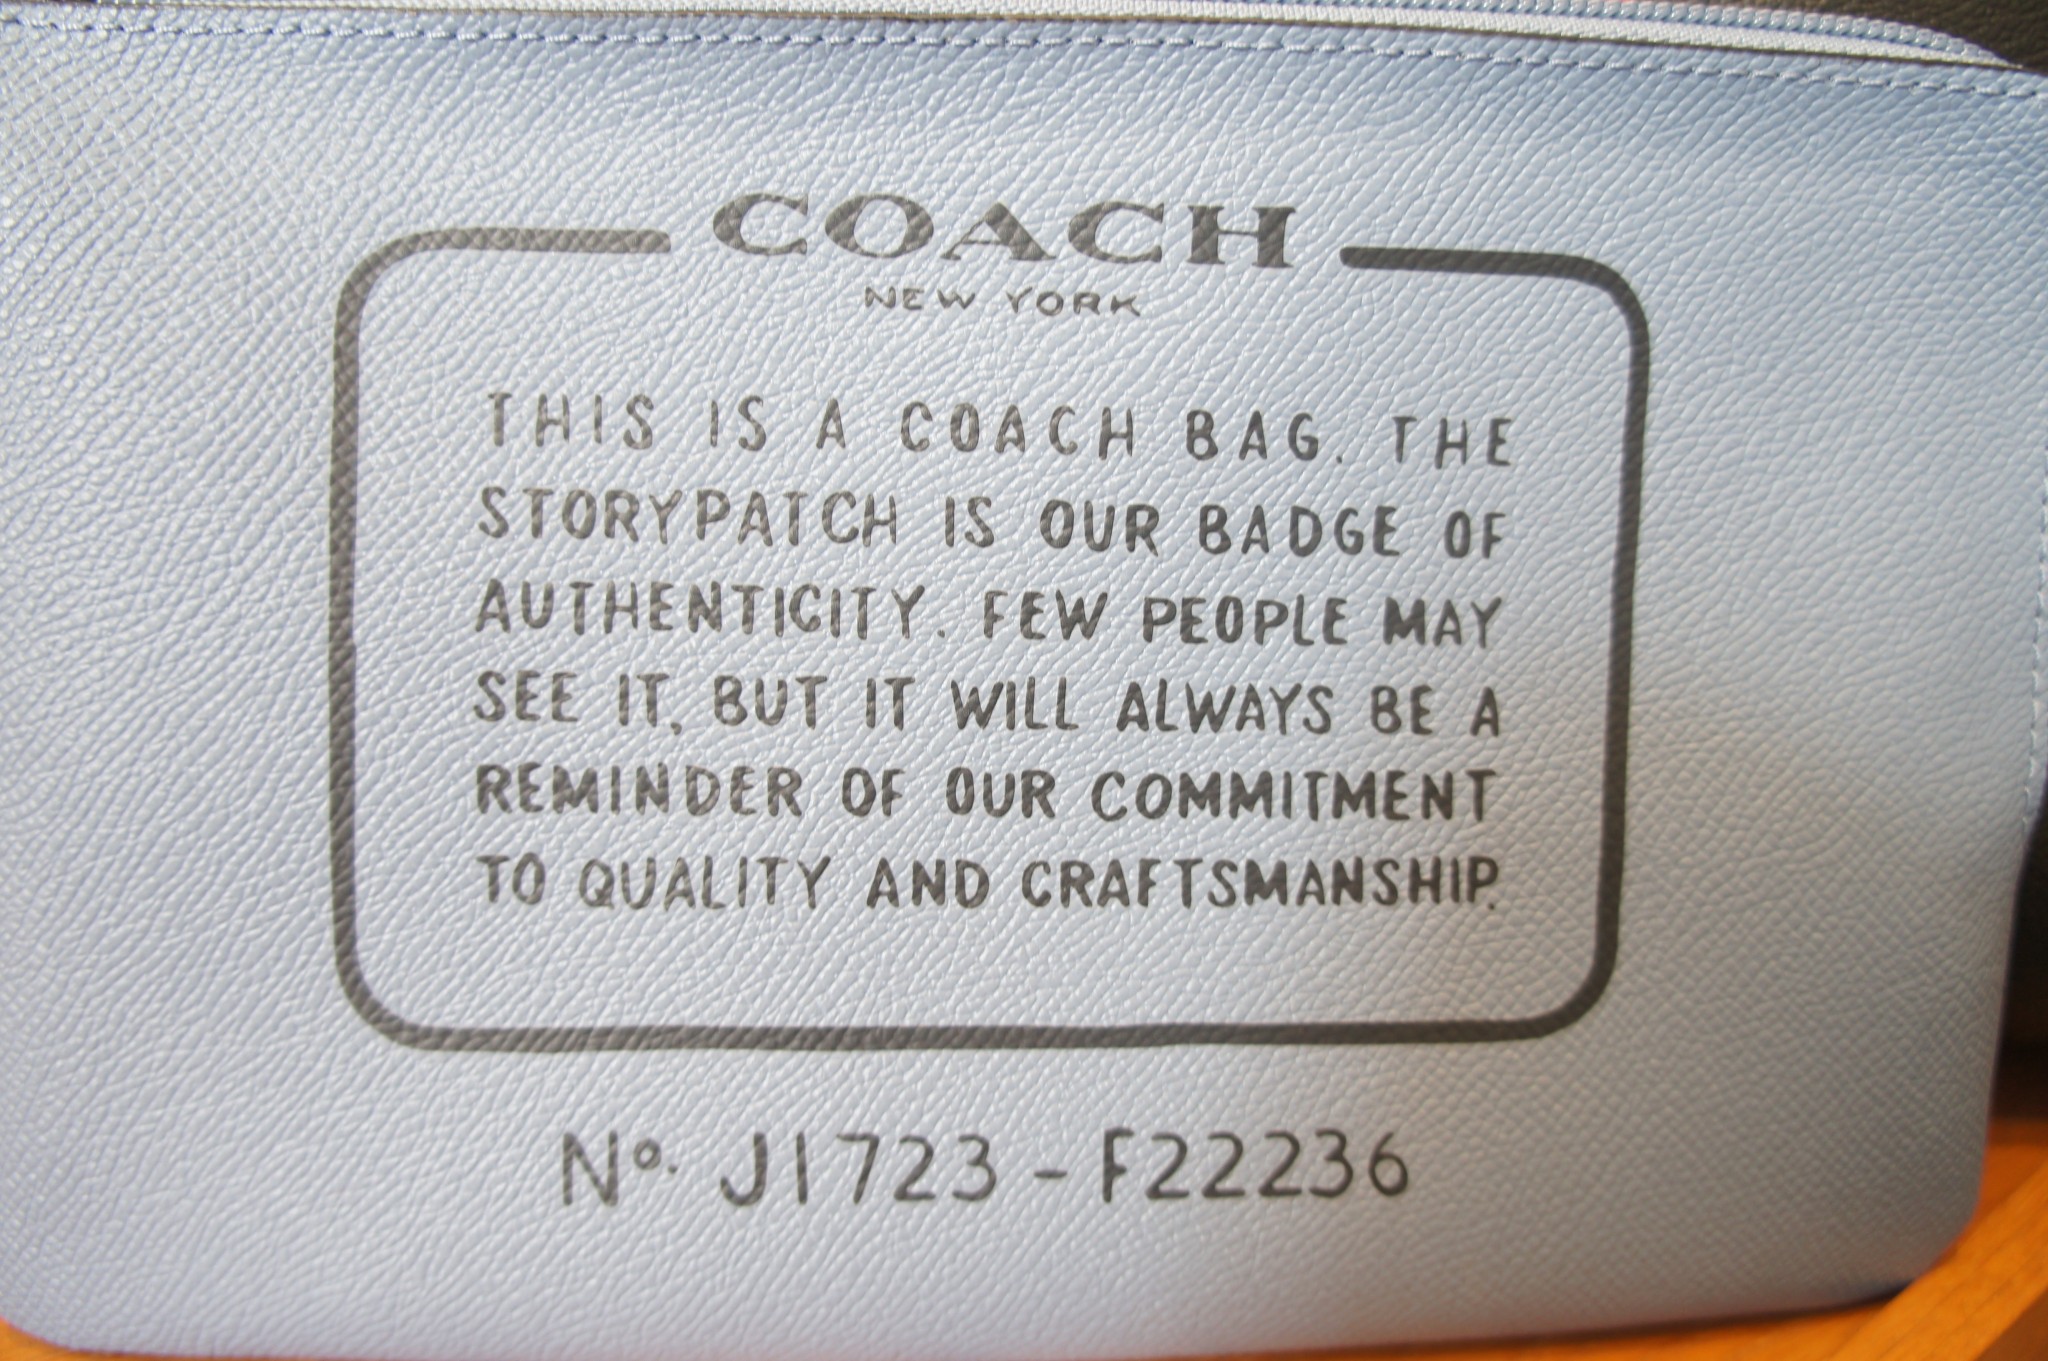 COACH
NEW YORK
THIS IS A COACH BAG. THE
STORYPATCH IS OUR BADGE OF
AUTHENTICITY. FEW PEOPLE MAY
SEE IT, BUT IT WILL ALWAYS BE A
REMINDER OF OUR COMMITMENT
TO QUALITY AND CRAFTSMANSHIP.
Nº. J1723 - F22236